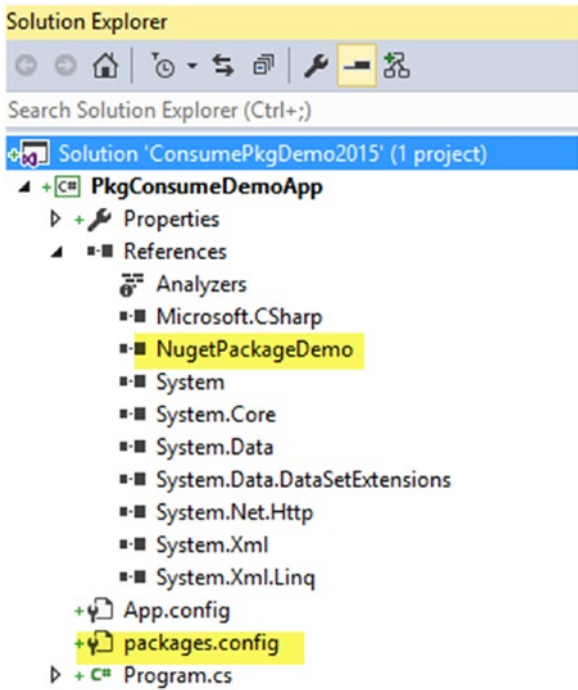 Solution Explorer
Search Solution Explorer (Ctrl+;)
Solution 'ConsumePkgDemo2015' (1 project)
C# PkgConsumeDemoApp
Properties
References
Analyzers
Microsoft.CSharp
NugetPackageDemo
System
System.Core
System.Data
System.Data.DataSetExtensions
System.Net.Http
System.Xml
System.Xml.Linq
App.config
packages.config
C# Program.cs